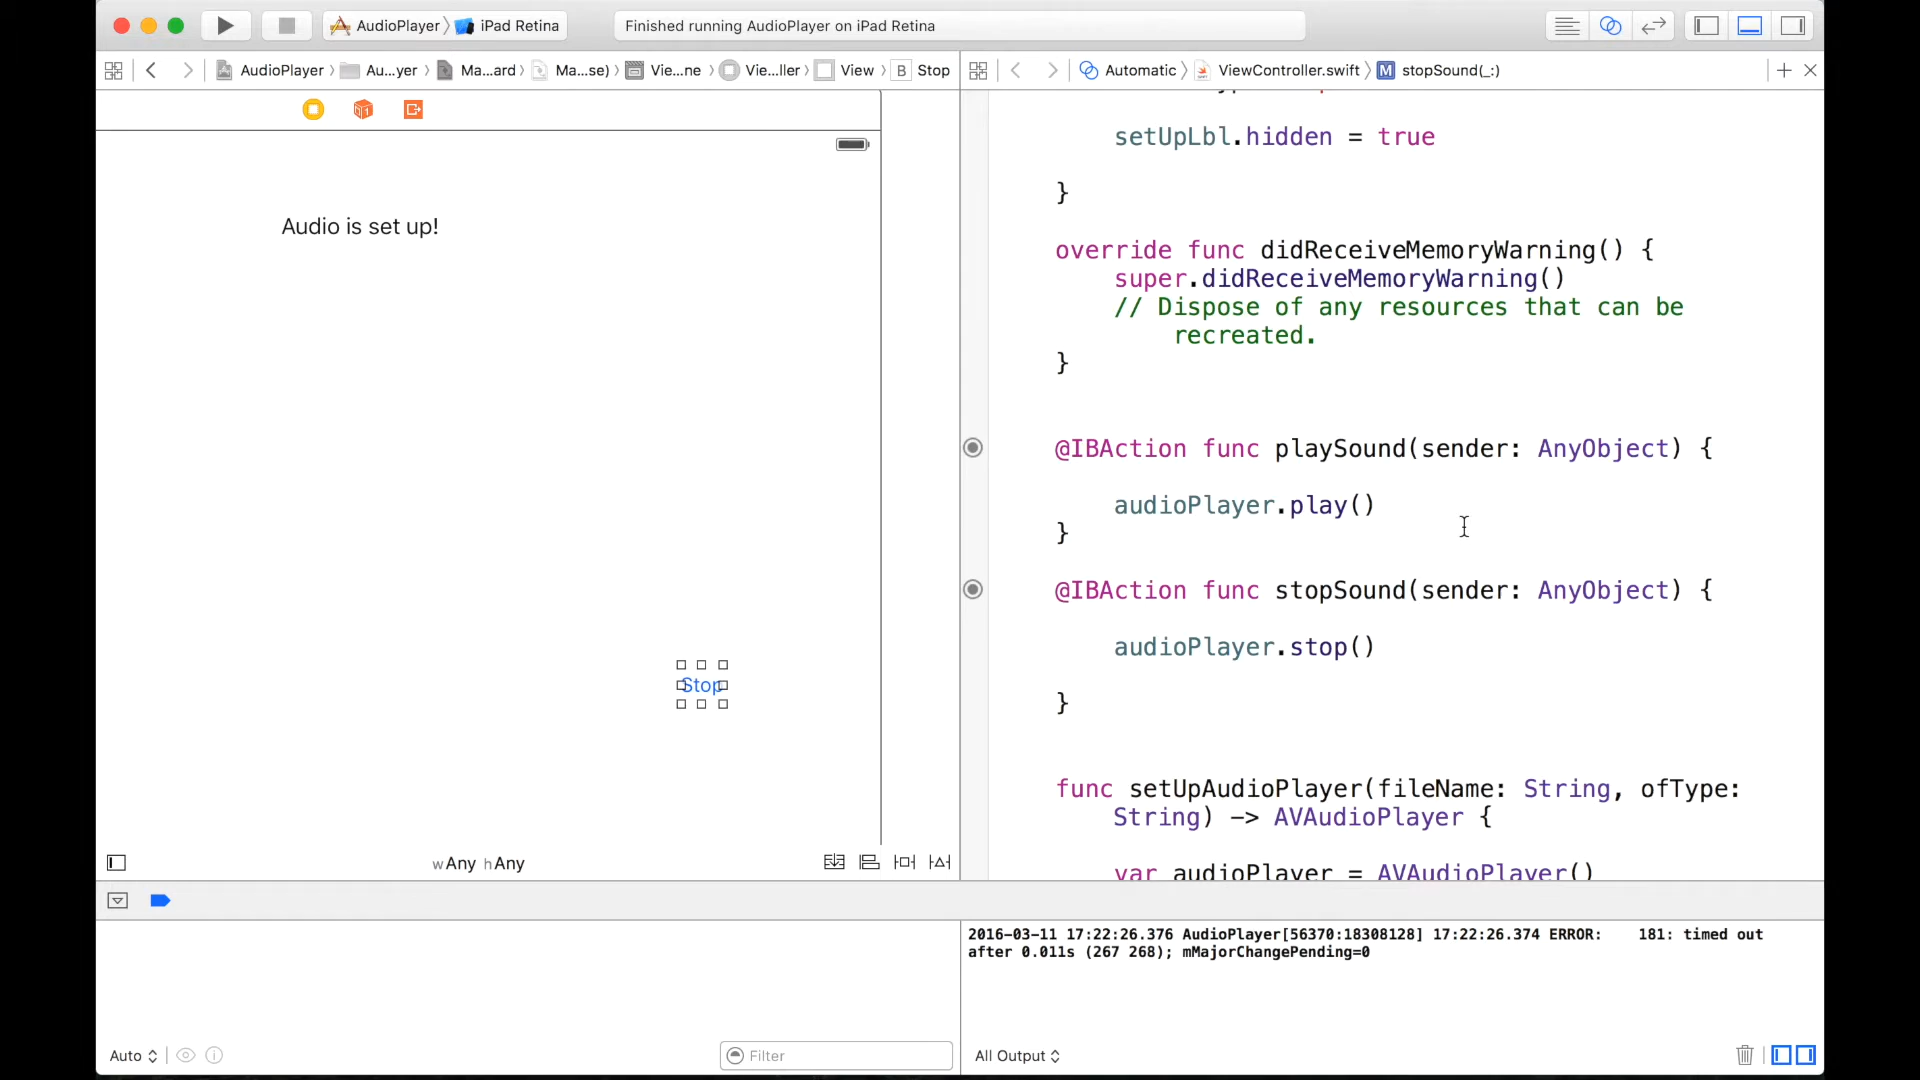 AudioPlayer iPad Retina
Finished running AudioPlayer on iPad Retina
AudioPlayer Au...yer Ma...ard Ma...se) Vie...ne Vie...ller View B Stop
Automatic ViewController.swift M stopSound(_:)
setUpLbl.hidden = true
}
Audio is set up!
override func didReceiveMemoryWarning() {
super.didReceiveMemoryWarning()
// Dispose of any resources that can be
recreated.
}
@IBAction func playSound(sender: AnyObject) {
audioPlayer.play()
}
@IBAction func stopSound(sender: AnyObject) {
audioPlayer.stop()
}
Stop
func setUpAudioPlayer(fileName: String, ofType:
String) -> AVAudioPlayer {
var audioPlayer = AVAudioPlayer()
wAny hAny
2016-03-11 17:22:26.376 AudioPlayer[56370:18308128] 17:22:26.374 ERROR: 181: timed out
after 0.011s (267 268); mMajorChangePending=0
Auto
Filter
All Output